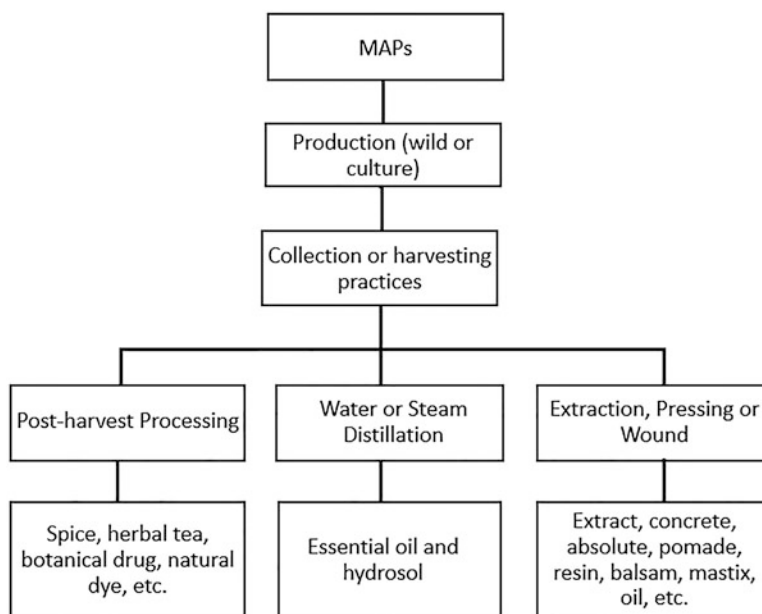 MAPs
Production (wild or
culture)
Collection or harvesting
practices
Post-harvest Processing
Water or Steam
Distillation
Extraction, Pressing or
Wound
Spice, herbal tea,
botanical drug, natural
dye, etc.
Essential oil and
hydrosol
Extract, concrete,
absolute, pomade,
resin, balsam, mastix,
oil, etc.